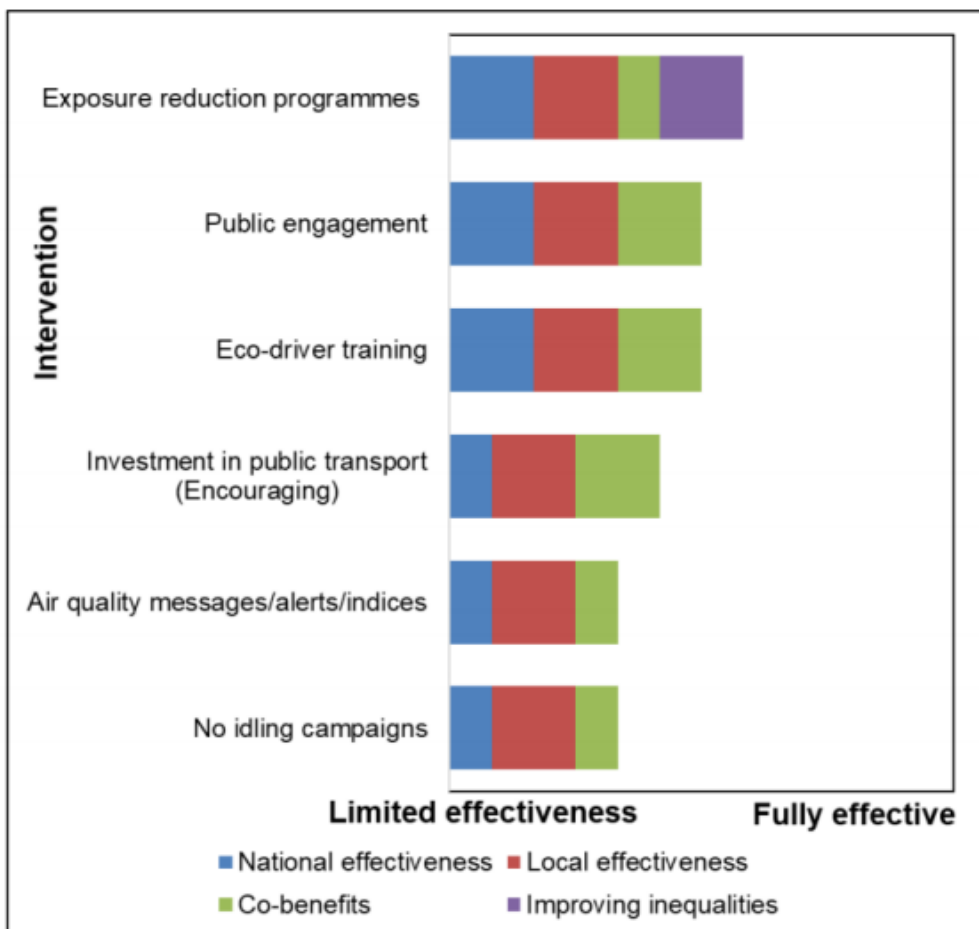 Exposure reduction programmes
Public engagement
Eco-driver training
Investment in public transport
(Encouraging)
Air quality messages/alerts/indices
No idling campaigns
Intervention
Limited effectiveness
Fully effective
National effectiveness
Local effectiveness
Co-benefits
Improving inequalities